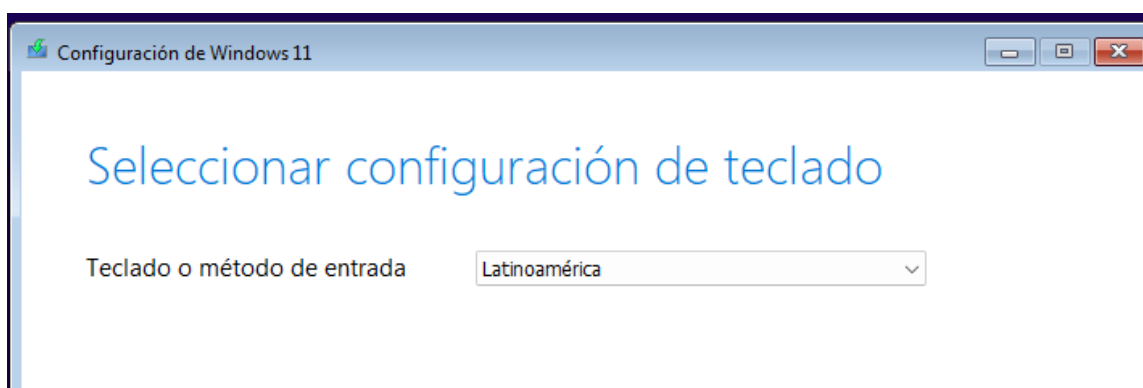 Configuración de Windows 11
Seleccionar configuración de teclado
Teclado o método de entrada Latinoamérica